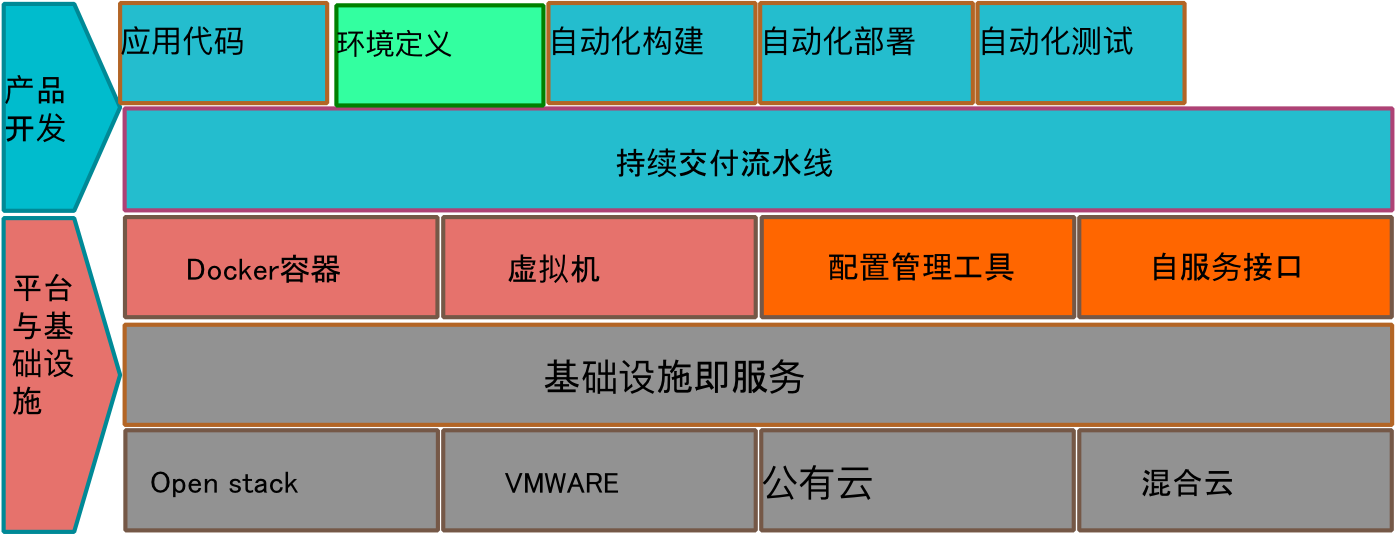 应用代码
环境定义
自动化构建
自动化部署
自动化测试
产品
开发
持续交付流水线
平台
与基
础设
施
Docker容器
虚拟机
配置管理工具
自服务接口
基础设施即服务
Open stack
VMWARE
公有云
混合云